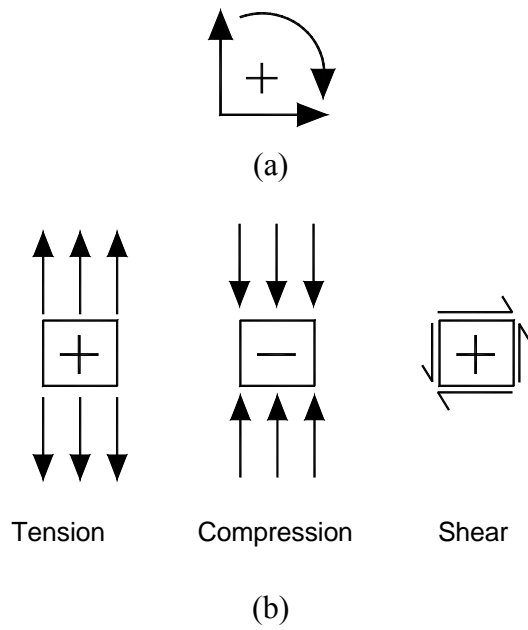 +
(a)
+ − +
Tension Compression Shear
(b)